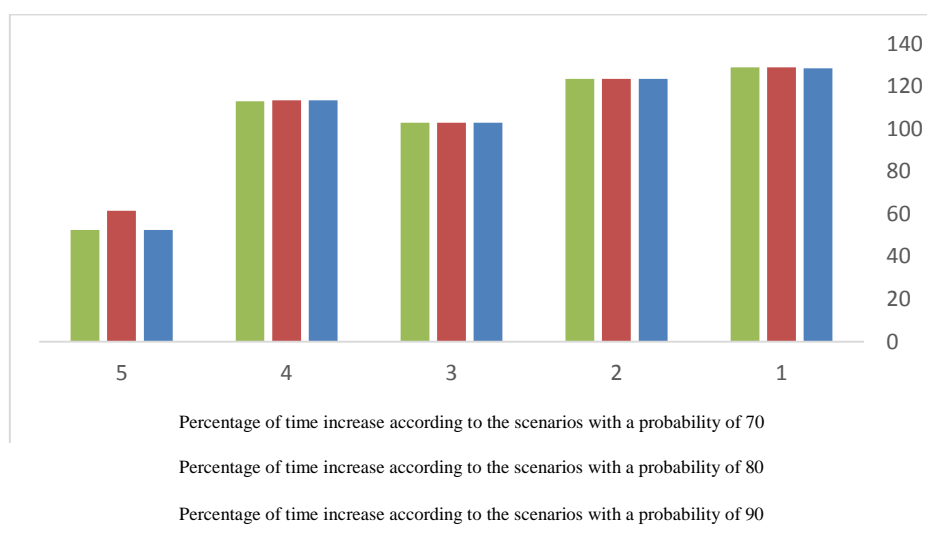 140
120
100
80
60
40
20
0
5 4 3 2 1
Percentage of time increase according to the scenarios with a probability of 70
Percentage of time increase according to the scenarios with a probability of 80
Percentage of time increase according to the scenarios with a probability of 90